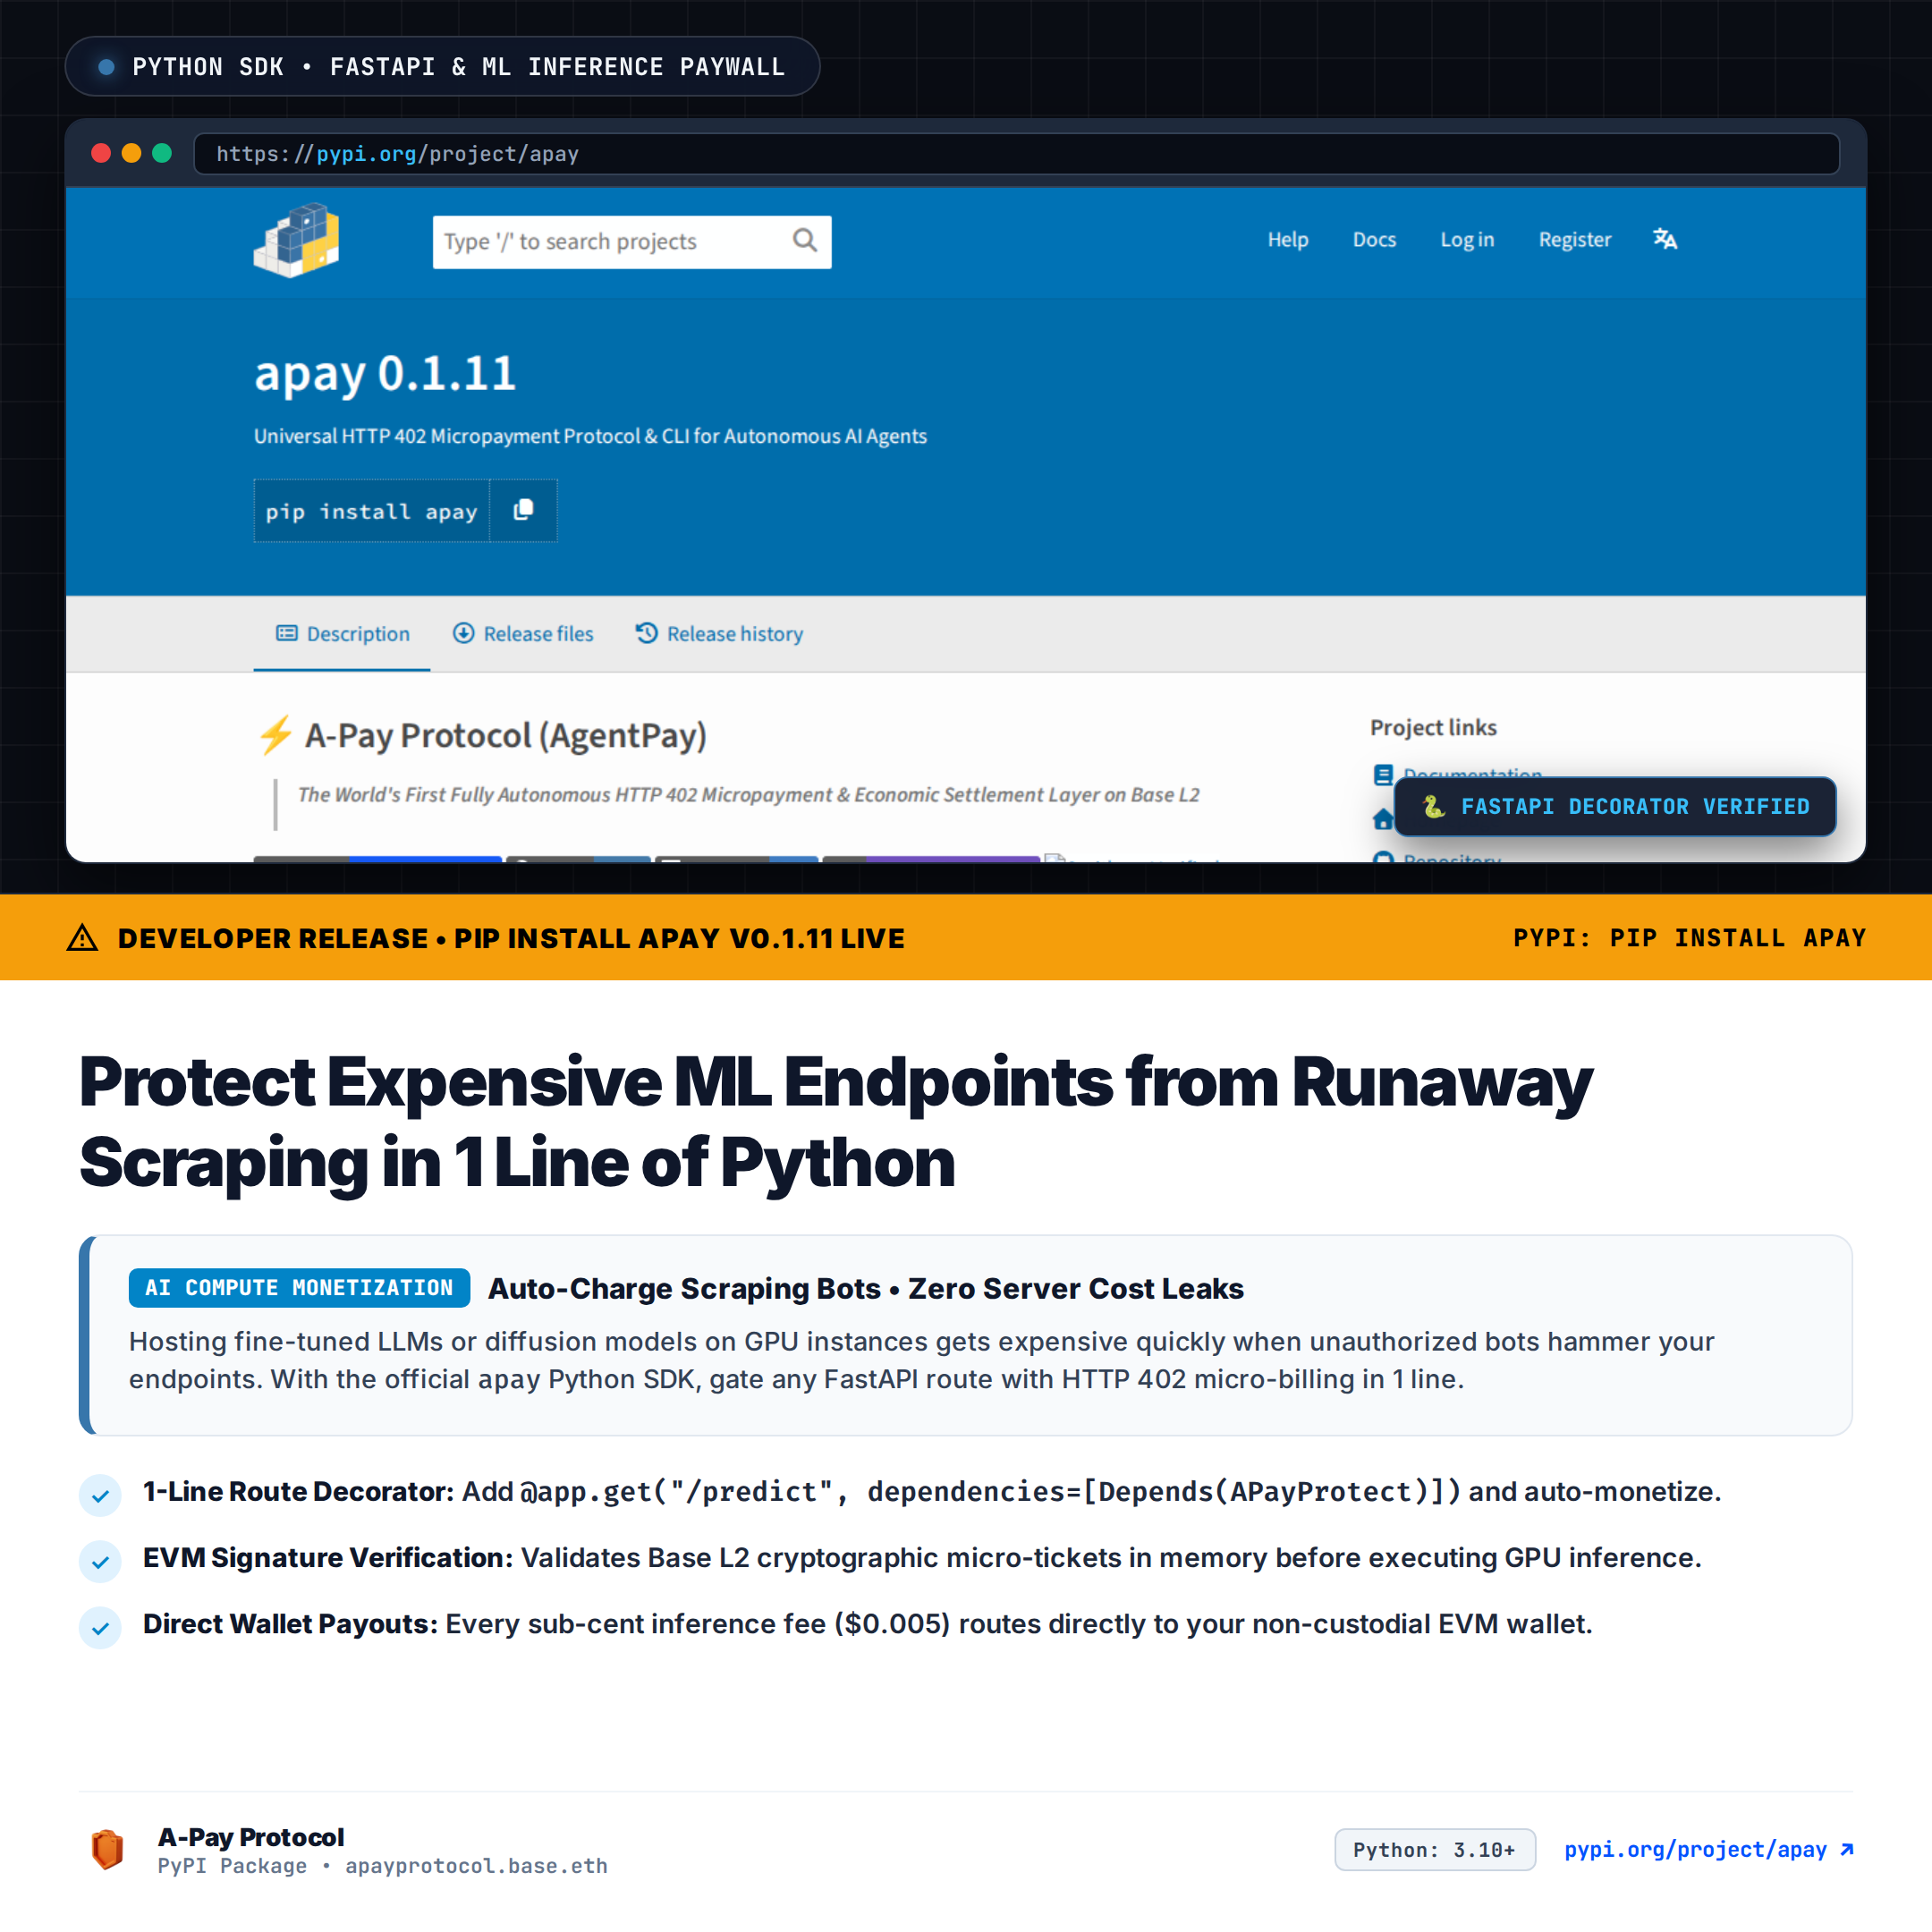 PYTHON SDK • FASTAPI & ML INFERENCE PAYWALL
https://pypi.org/project/apay
Type '/' to search projects
Help Docs Log in Register
apay 0.1.11
Universal HTTP 402 Micropayment Protocol & CLI for Autonomous AI Agents
pip install apay
Description Release files Release history
⚡ A-Pay Protocol (AgentPay)
Project links
The World's First Fully Autonomous HTTP 402 Micropayment & Economic Settlement Layer on Base L2
Documentation
🐍 FASTAPI DECORATOR VERIFIED
Repository
⚠ DEVELOPER RELEASE • PIP INSTALL APAY V0.1.11 LIVE
PYPI: PIP INSTALL APAY
Protect Expensive ML Endpoints from Runaway
Scraping in 1 Line of Python
AI COMPUTE MONETIZATION Auto-Charge Scraping Bots • Zero Server Cost Leaks
Hosting fine-tuned LLMs or diffusion models on GPU instances gets expensive quickly when unauthorized bots hammer your
endpoints. With the official apay Python SDK, gate any FastAPI route with HTTP 402 micro-billing in 1 line.
1-Line Route Decorator: Add @app.get("/predict", dependencies=[Depends(APayProtect)]) and auto-monetize.
EVM Signature Verification: Validates Base L2 cryptographic micro-tickets in memory before executing GPU inference.
Direct Wallet Payouts: Every sub-cent inference fee ($0.005) routes directly to your non-custodial EVM wallet.
A-Pay Protocol
PyPI Package • apayprotocol.base.eth
Python: 3.10+
pypi.org/project/apay ↗